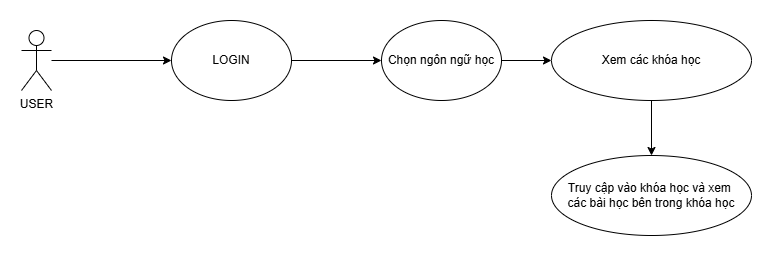 USER
LOGIN
Chọn ngôn ngữ học
Xem các khóa học
Truy cập vào khóa học và xem
các bài học bên trong khóa học